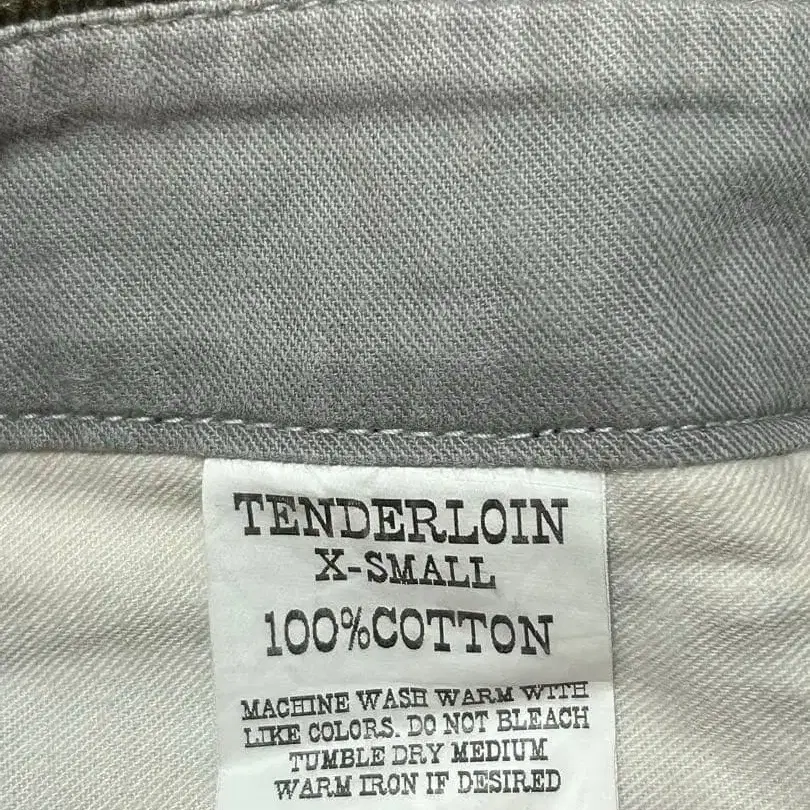 TENDERLOIN
X-SMALL
100%COTTON
MACHINE WASH WARM WITH
LIKE COLORS. DO NOT BLEACH
TUMBLE DRY MEDIUM
WARM IRON IF DESIRED